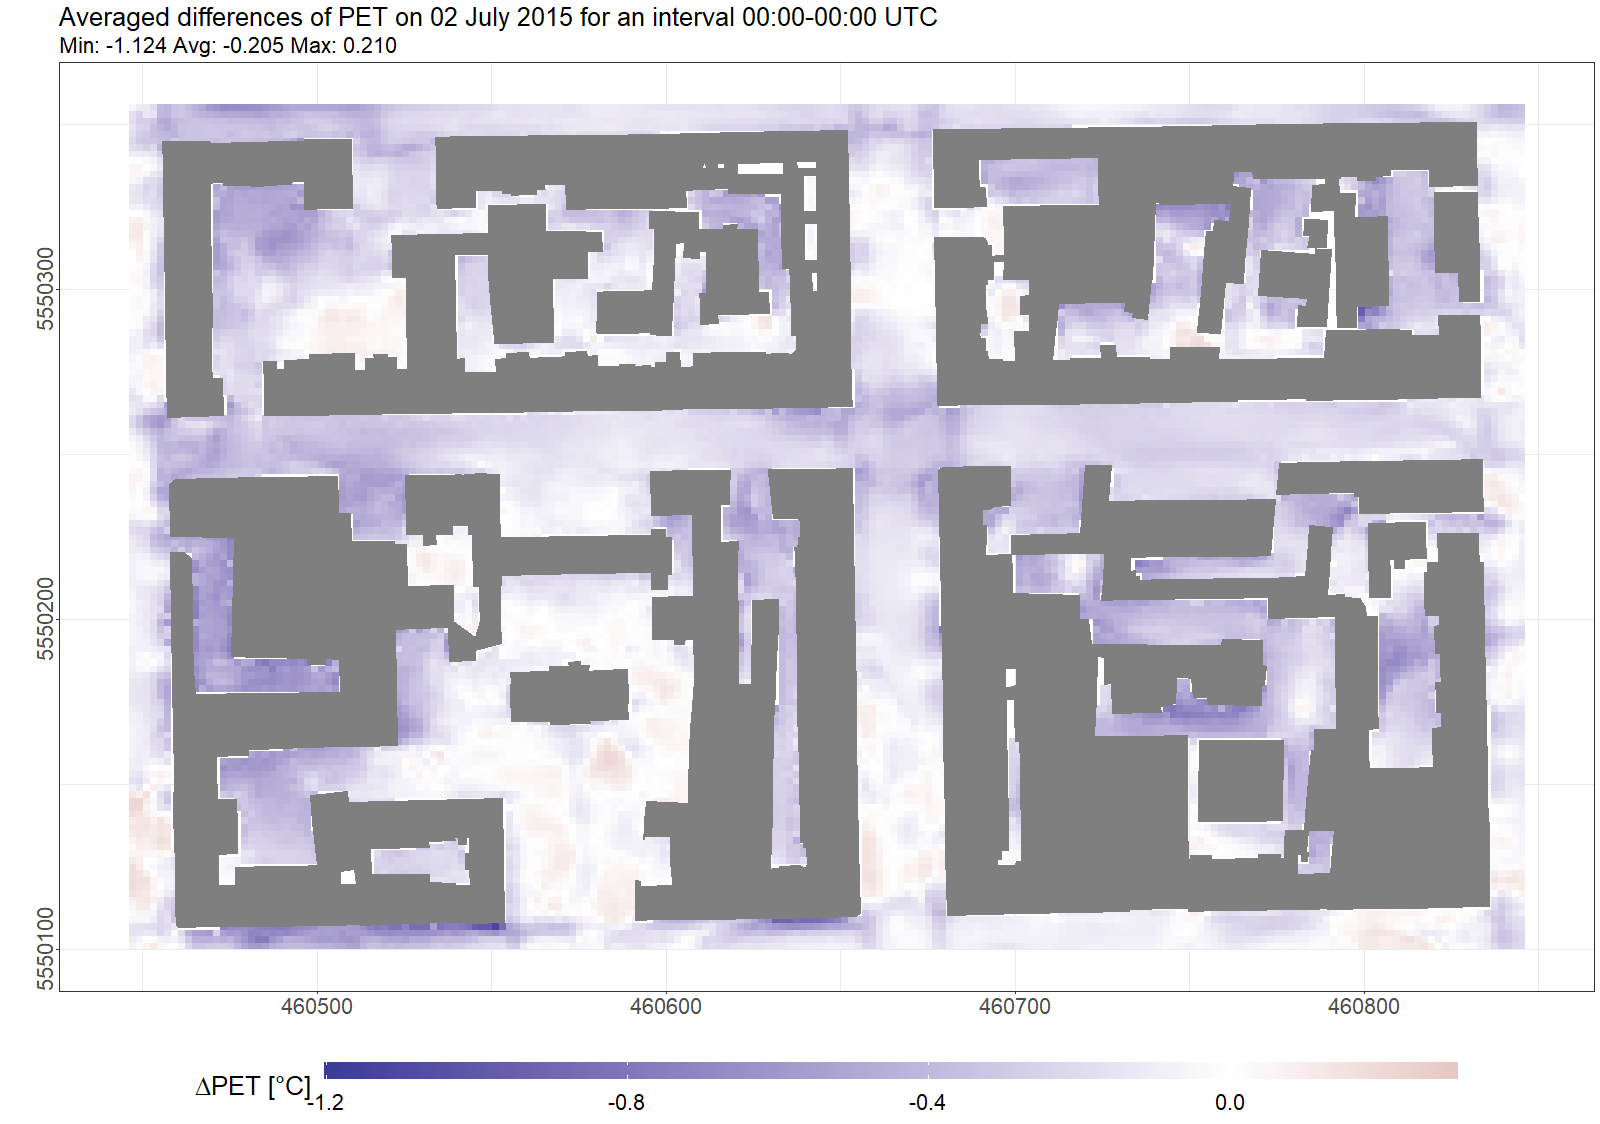 Averaged differences of PET on 02 July 2015 for an interval 00:00-00:00 UTC
Min: -1.124 Avg: -0.205 Max: 0.210
5550300
5550200
5550100
460500 460600 460700 460800
ΔPET [°C]
-1.2 -0.8 -0.4 0.0